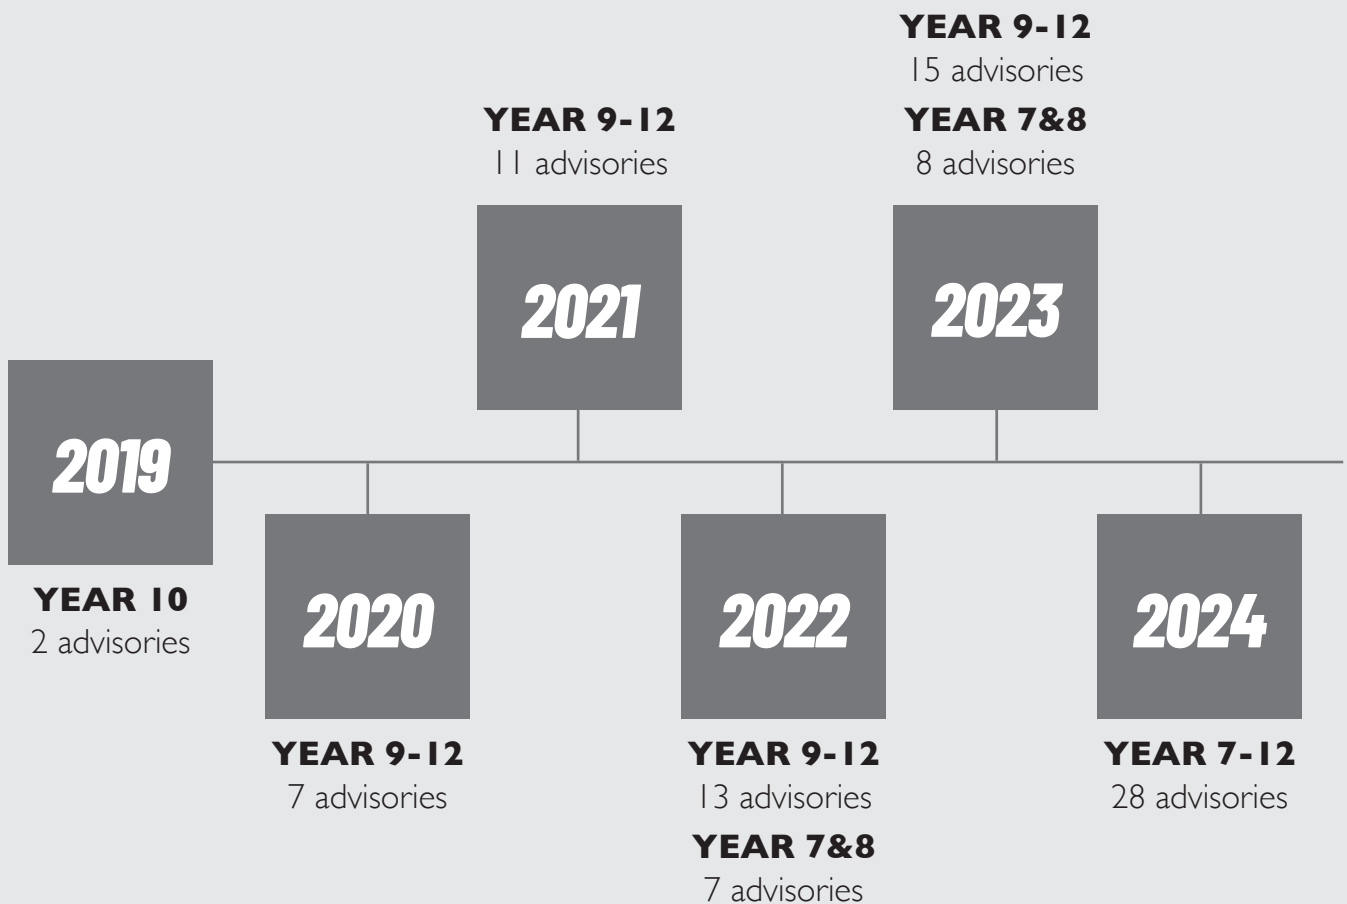 2019
YEAR 10
2 advisories
2020
YEAR 9-12
7 advisories
YEAR 9-12
11 advisories
2021
2022
YEAR 9-12
13 advisories
YEAR 7&8
7 advisories
YEAR 9-12
15 advisories
YEAR 7&8
8 advisories
2023
2024
YEAR 7-12
28 advisories